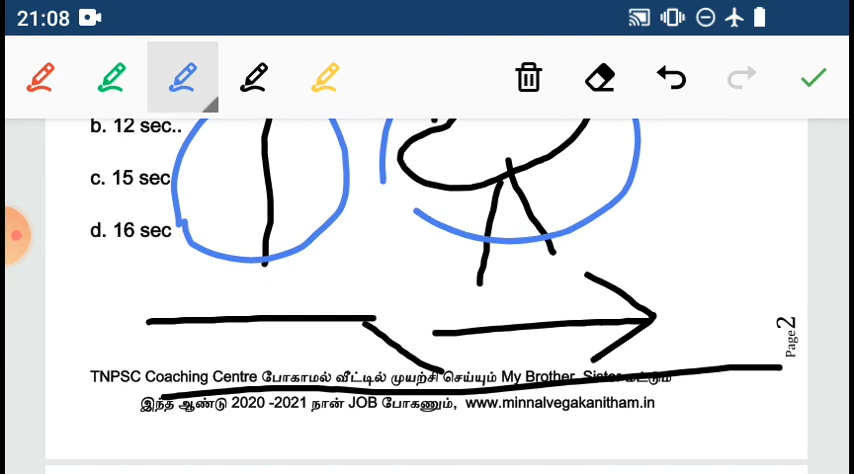 21:08
b. 12 sec..
c. 15 sec
d. 16 sec
Page 2
TNPSC Coaching Centre போகாமல் வீட்டில் முயற்சி செய்யும் My Brother, Sister மட்டும்
இந்த ஆண்டு 2020 -2021 நான் JOB போகணும், www.minnalvegakanitham.in